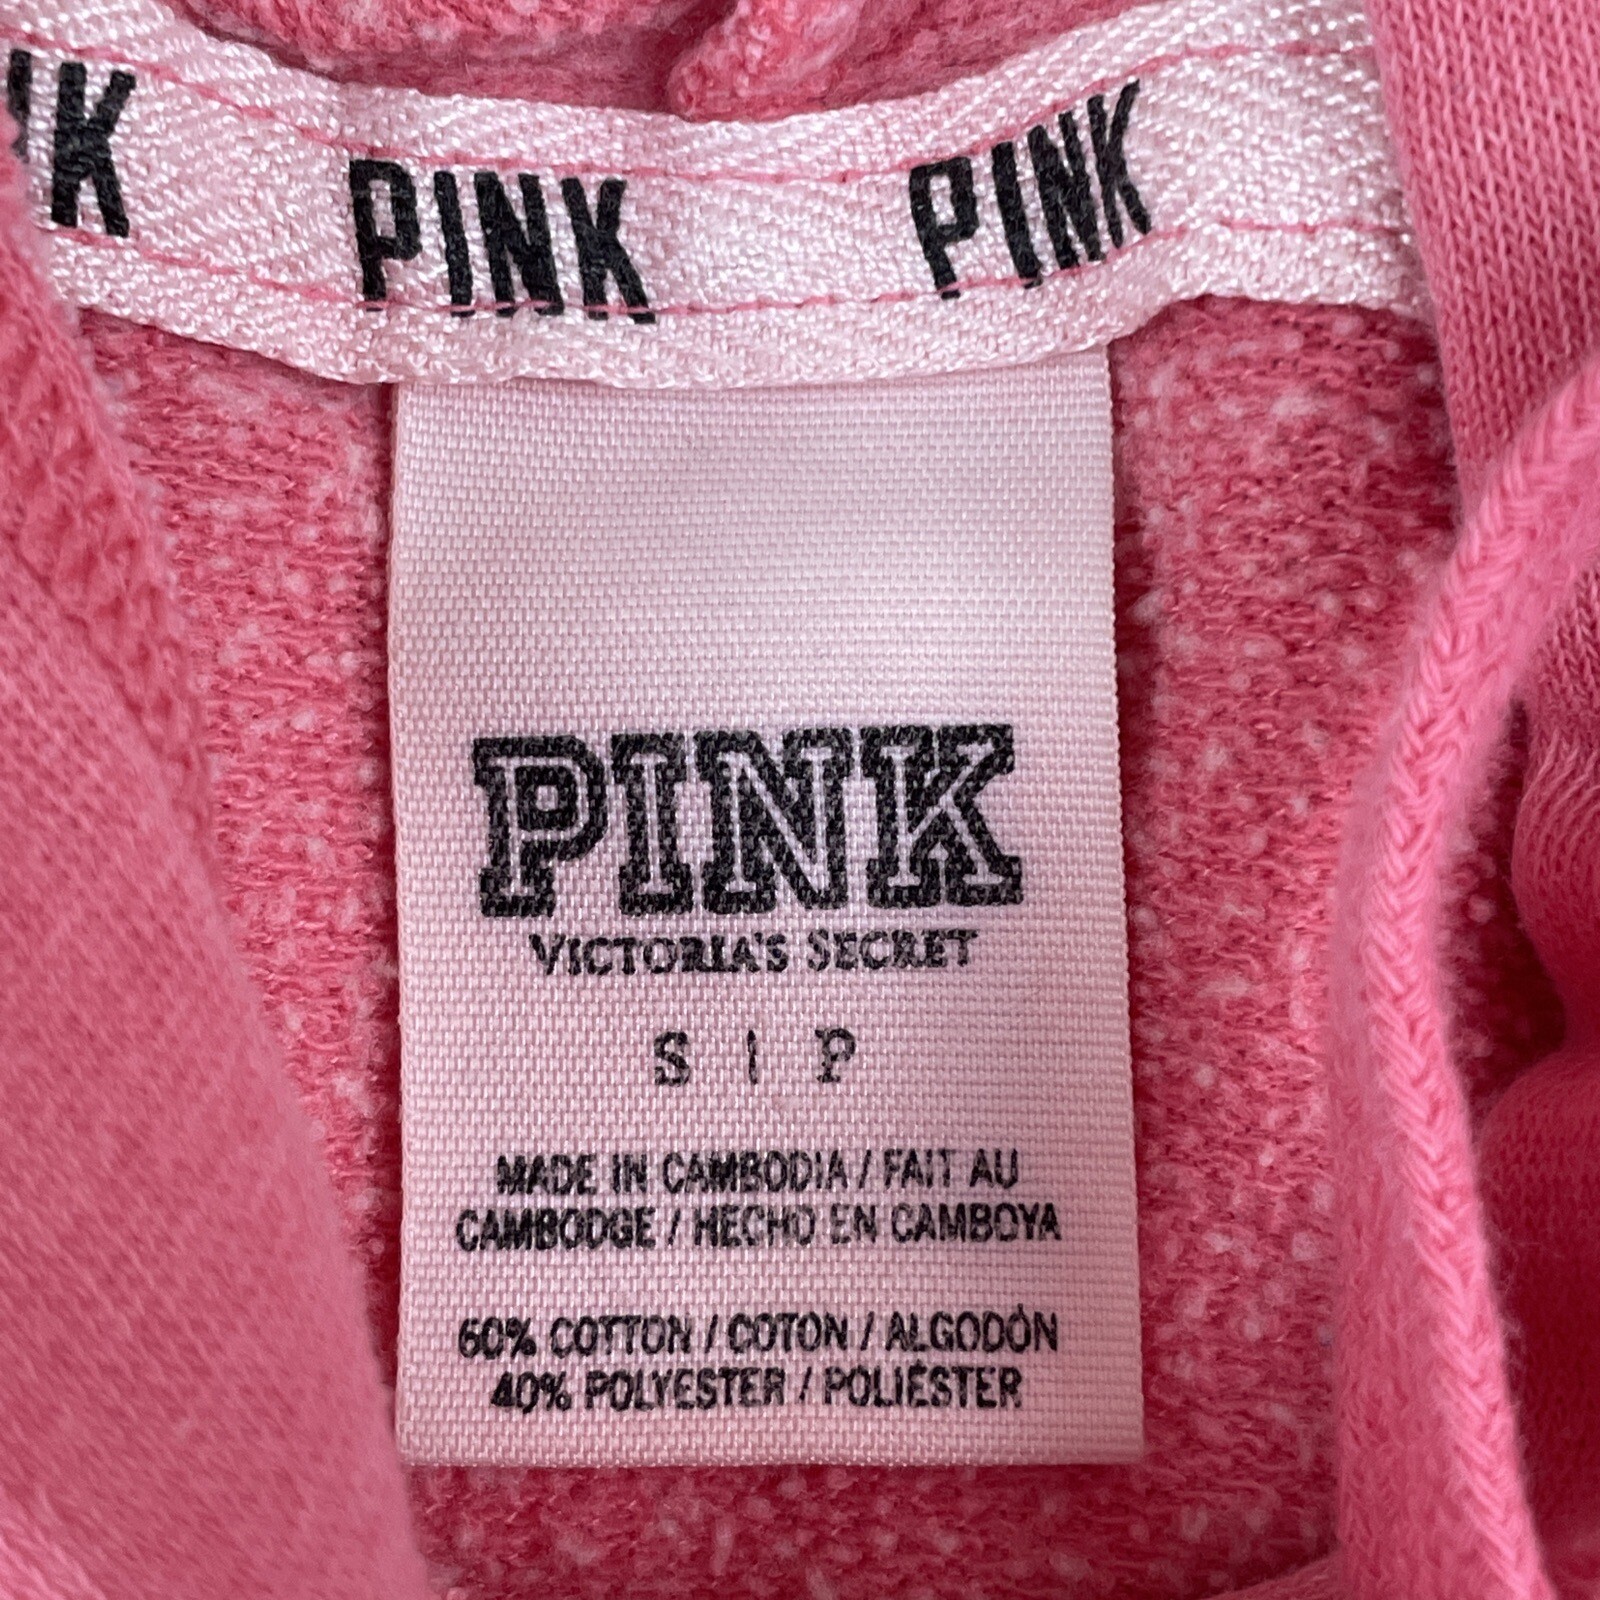 PINK
PINK
PINK
VICTORIA'S SECRET
S | P
MADE IN CAMBODIA / FAIT AU
CAMBODGE / HECHO EN CAMBOYA
60% COTTON / COTON / ALGODÓN
40% POLYESTER / POLIÉSTER